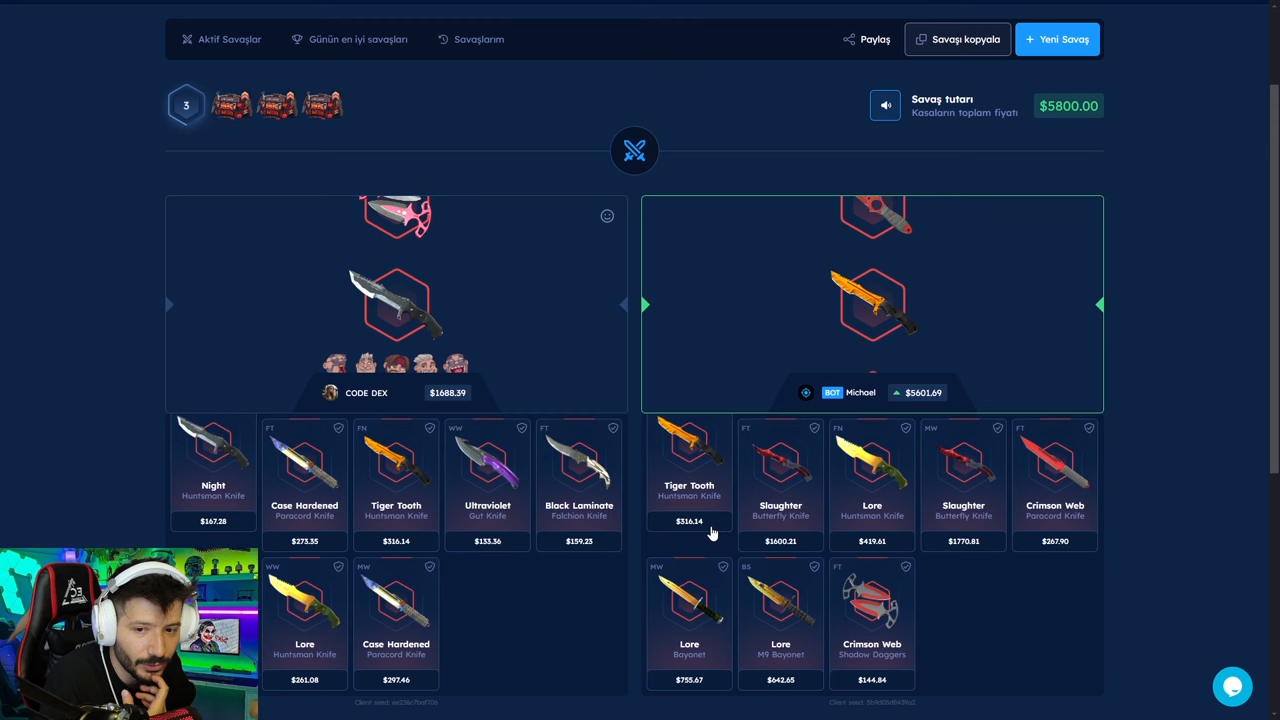 Aktif Savaşlar
Günün en iyi savaşları
Savaşlarım
Paylaş
Savaşı kopyala
+ Yeni Savaş
3
Savaş tutarı
Kasaların toplam fiyatı
$5800.00
CODE DEX
$1688.39
BOT Michael
$5601.69
Night
Huntsman Knife
$167.28
FT
Case Hardened
Paracord Knife
$273.35
FN
Tiger Tooth
Huntsman Knife
$316.14
WW
Ultraviolet
Gut Knife
$133.36
FT
Black Laminate
Falchion Knife
$159.23
WW
Lore
Huntsman Knife
$261.08
MW
Case Hardened
Paracord Knife
$297.46
Tiger Tooth
Huntsman Knife
$316.14
FT
Slaughter
Butterfly Knife
$1600.21
FN
Lore
Huntsman Knife
$419.61
MW
Slaughter
Butterfly Knife
$1770.81
FT
Crimson Web
Paracord Knife
$267.90
MW
Lore
Bayonet
$755.67
BS
Lore
M9 Bayonet
$642.65
FT
Crimson Web
Shadow Daggers
$144.84
Client seed:
Client seed: